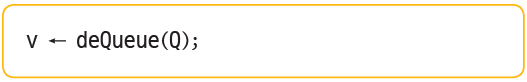 v ← deQueue(Q);